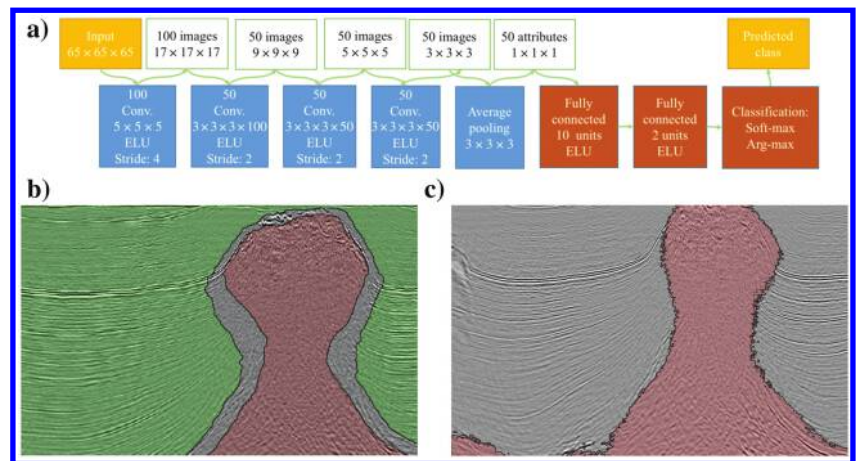 a)
Input
65 × 65 × 65
100 images
17 × 17 × 17
50 images
9 × 9 × 9
50 images
5 × 5 × 5
50 images
3 × 3 × 3
50 attributes
1 × 1 × 1
Predicted
class
100
Conv.
5 × 5 × 5
ELU
Stride: 4
50
Conv.
3 × 3 × 3 × 100
ELU
Stride: 2
50
Conv.
3 × 3 × 3 × 50
ELU
Stride: 2
50
Conv.
3 × 3 × 3 × 50
ELU
Stride: 2
Average
pooling
3 × 3 × 3
Fully
connected
10 units
ELU
Fully
connected
2 units
ELU
Classification:
Soft-max
Arg-max
b)
c)